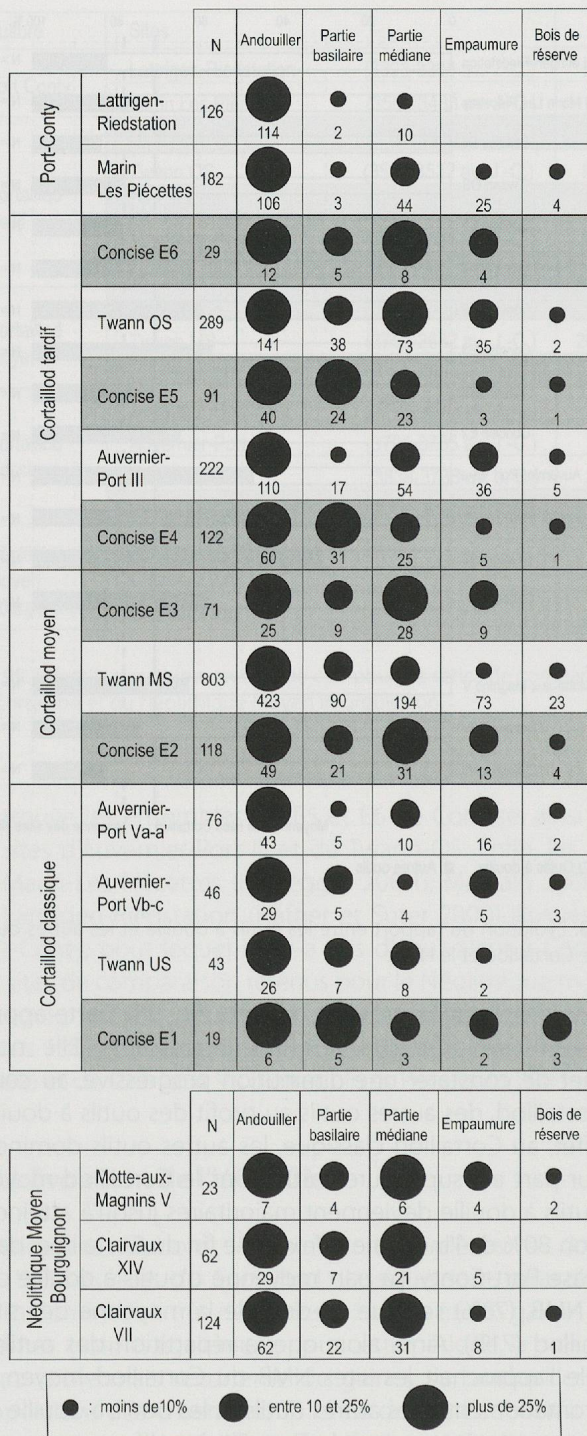 N Andouiller Partie basilaire Partie médiane Empaumure Bois de réserve
Port-Conty
Lattrigen-Riedstation 126 114 2 10
Marin Les Piécettes 182 106 3 44 25 4
Cortaillod tardif
Concise E6 29 12 5 8 4
Twann OS 289 141 38 73 35 2
Concise E5 91 40 24 23 3 1
Auvernier-Port III 222 110 17 54 36 5
Cortaillod moyen
Concise E4 122 60 31 25 5 1
Concise E3 71 25 9 28 9
Twann MS 803 423 90 194 73 23
Concise E2 118 49 21 31 13 4
Cortaillod classique
Auvernier-Port Va-a' 76 43 5 10 16 2
Auvernier-Port Vb-c 46 29 5 4 5 3
Twann US 43 26 7 8 2
Concise E1 19 6 5 3 2 3
N Andouiller Partie basilaire Partie médiane Empaumure Bois de réserve
Néolithique Moyen Bourguignon
Motte-aux-Magnins V 23 7 4 6 4 2
Clairvaux XIV 62 29 7 21 5
Clairvaux VII 124 62 22 31 8 1
: moins de10% : entre 10 et 25% : plus de 25%